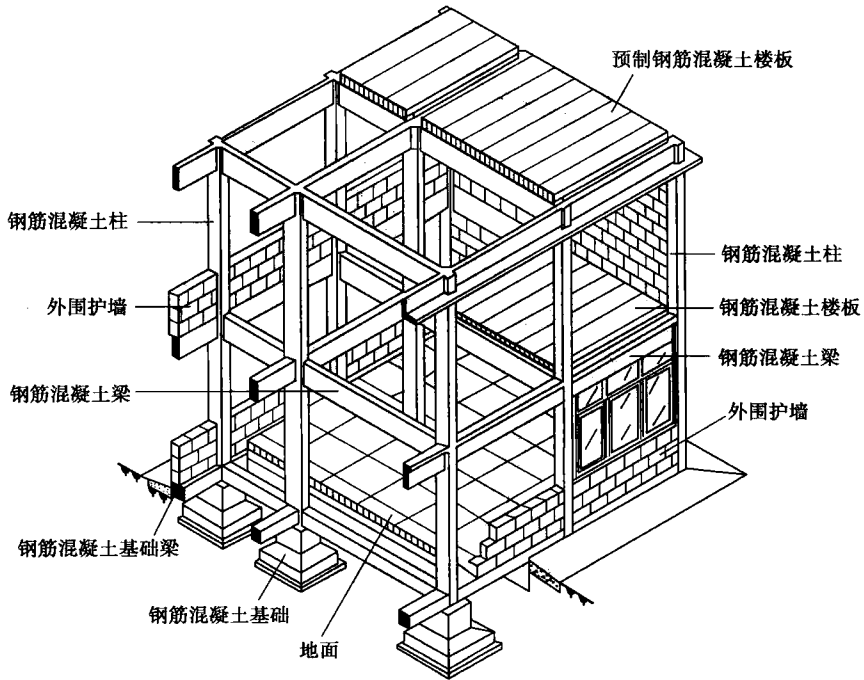 预制钢筋混凝土楼板
钢筋混凝土柱
钢筋混凝土柱
外围护墙
钢筋混凝土楼板
钢筋混凝土梁
钢筋混凝土梁
外围护墙
钢筋混凝土基础梁
钢筋混凝土基础
地面